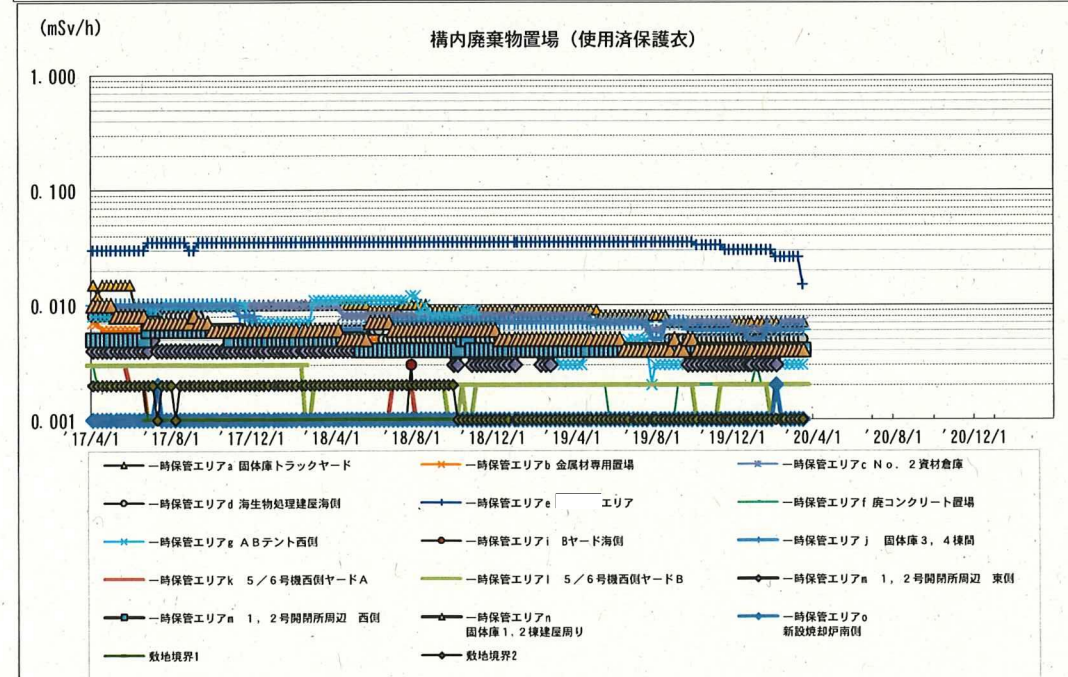 (mSv/h)
構内廃棄物置場（使用済保護衣）
1.000
0.100
0.010
0.001
'17/4/1 '17/8/1 '17/12/1 '18/4/1 '18/8/1 '18/12/1 '19/4/1 '19/8/1 '19/12/1 '20/4/1 '20/8/1 '20/12/1
一時保管エリアa 固体庫トラックヤード
一時保管エリアb 金属材専用置場
一時保管エリアc No．2資材倉庫
一時保管エリアd 海生物処理建屋海側
一時保管エリアe エリア
一時保管エリアf 廃コンクリート置場
一時保管エリアg ABテント西側
一時保管エリアi Bヤード海側
一時保管エリアj 固体庫3，4棟間
一時保管エリアk 5／6号機西側ヤードA
一時保管エリアl 5／6号機西側ヤードB
一時保管エリアm 1，2号開閉所周辺 東側
一時保管エリアm 1，2号開閉所周辺 西側
一時保管エリアn
固体庫1,2棟建屋周り
一時保管エリアo
新設焼却炉南側
敷地境界1
敷地境界2